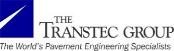 THE
TRANSTEC GROUP
The World's Pavement Engineering Specialists